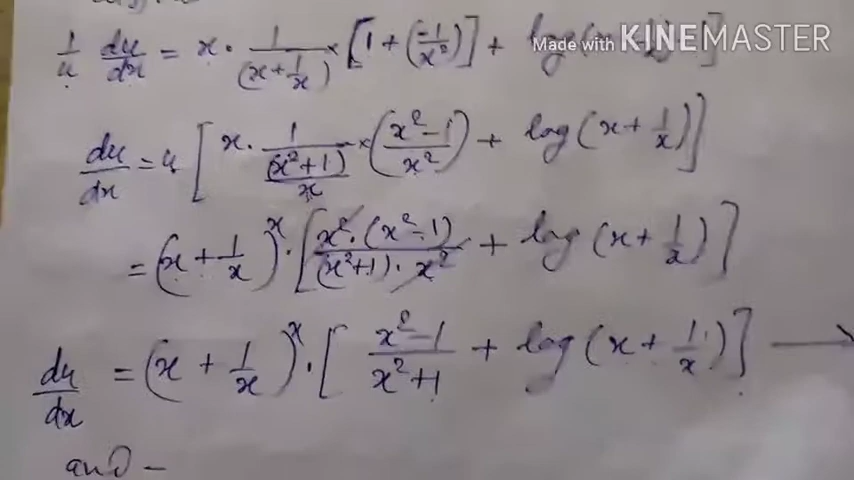 1/u du/dx = x · 1/(x + 1/x) × [1 + (-1/x²)] + log
Made with KINEMASTER
du/dx = u [ x · 1/((x²+1)/x) × ((x²-1)/x²) + log (x + 1/x) ]
= (x + 1/x)^x · [ x² · (x²-1)/((x²+1) · x²) + log (x + 1/x) ]
du/dx = (x + 1/x)^x · [ (x²-1)/(x²+1) + log (x + 1/x) ] →
and –